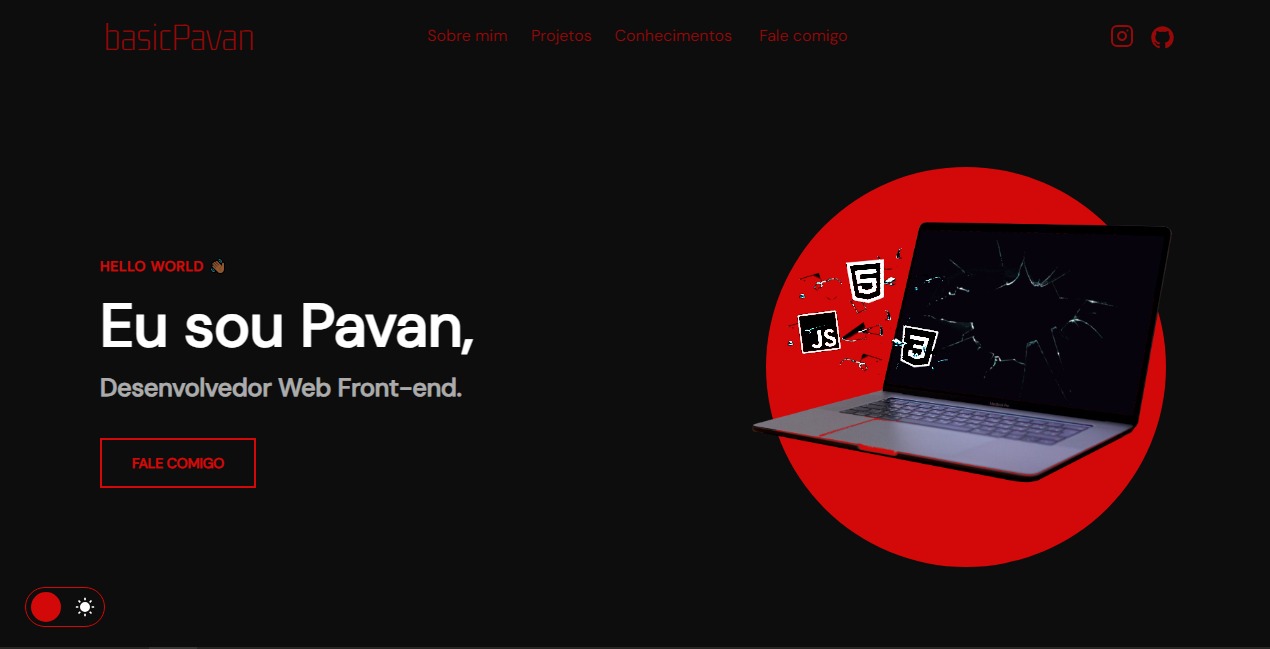 basicPavan
Sobre mim Projetos Conhecimentos Fale comigo
HELLO WORLD 👋🏾
Eu sou Pavan,
Desenvolvedor Web Front-end.
FALE COMIGO
5
JS
3